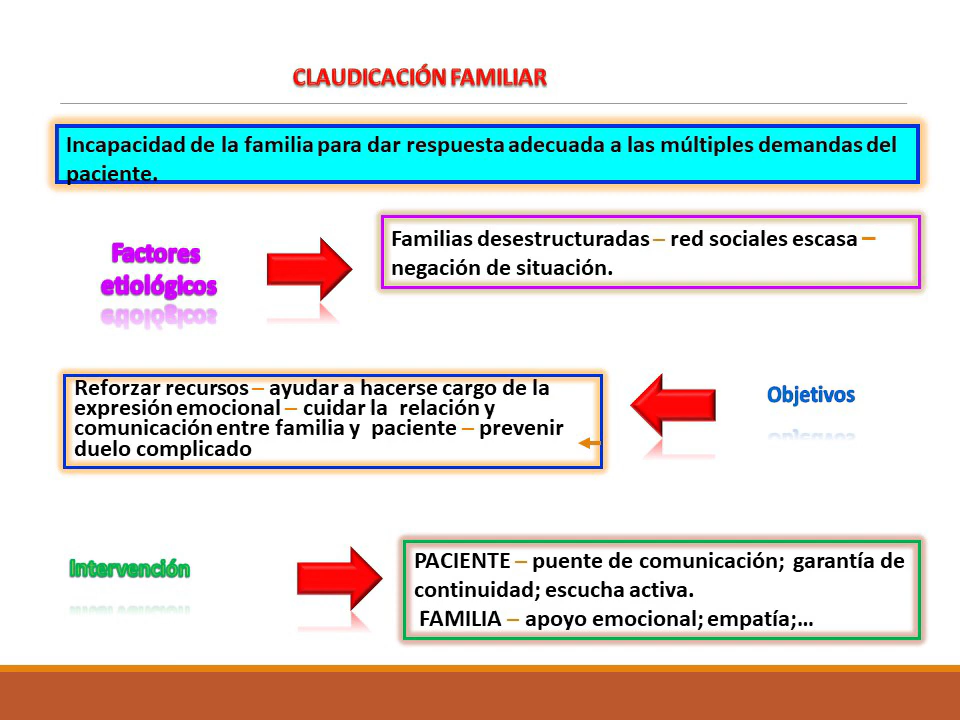 CLAUDICACIÓN FAMILIAR
Incapacidad de la familia para dar respuesta adecuada a las múltiples demandas del
paciente.
Factores
etiológicos
Familias desestructuradas – red sociales escasa –
negación de situación.
Reforzar recursos – ayudar a hacerse cargo de la
expresión emocional – cuidar la relación y
comunicación entre familia y paciente – prevenir
duelo complicado
Objetivos
Intervención
PACIENTE – puente de comunicación; garantía de
continuidad; escucha activa.
FAMILIA – apoyo emocional; empatía;...